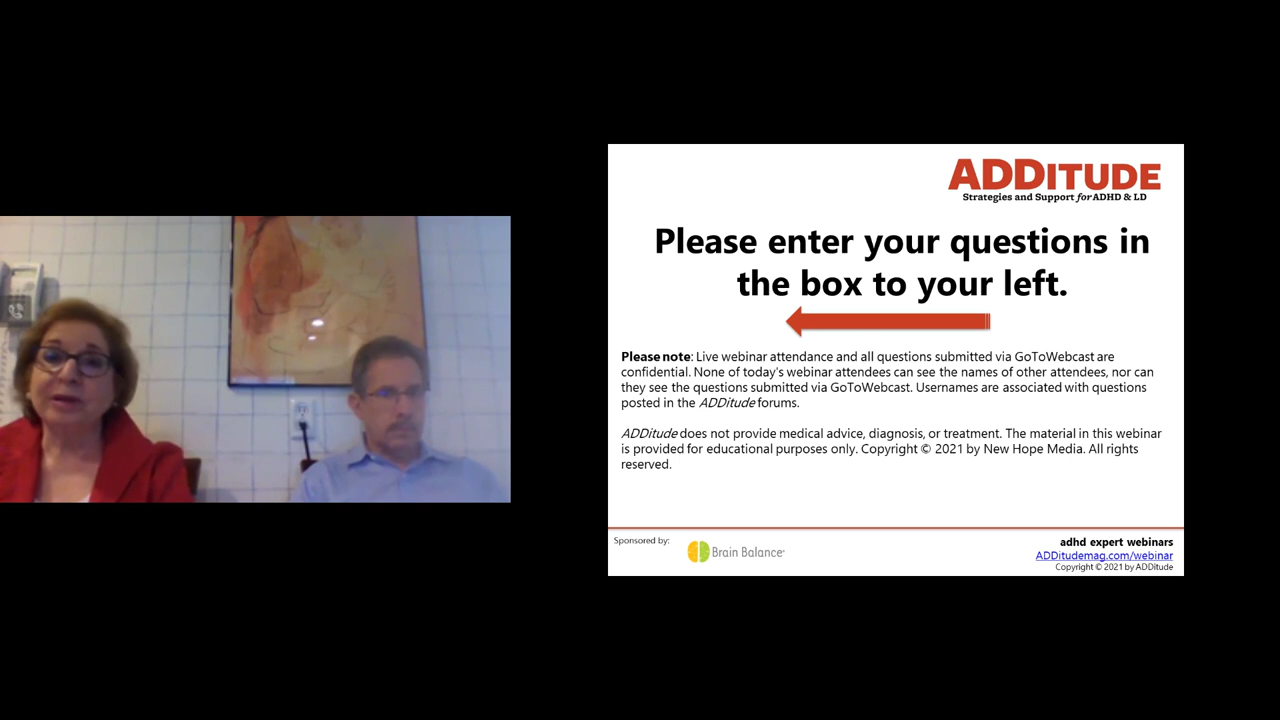 ADDITUDE
Strategies and Support for ADHD & LD
Please enter your questions in
the box to your left.
Please note: Live webinar attendance and all questions submitted via GoToWebcast are
confidential. None of today's webinar attendees can see the names of other attendees, nor can
they see the questions submitted via GoToWebcast. Usernames are associated with questions
posted in the ADDitude forums.
ADDitude does not provide medical advice, diagnosis, or treatment. The material in this webinar
is provided for educational purposes only. Copyright © 2021 by New Hope Media. All rights
reserved.
Sponsored by:
Brain Balance
adhd expert webinars
ADDitudemag.com/webinar
Copyright © 2021 by ADDitude